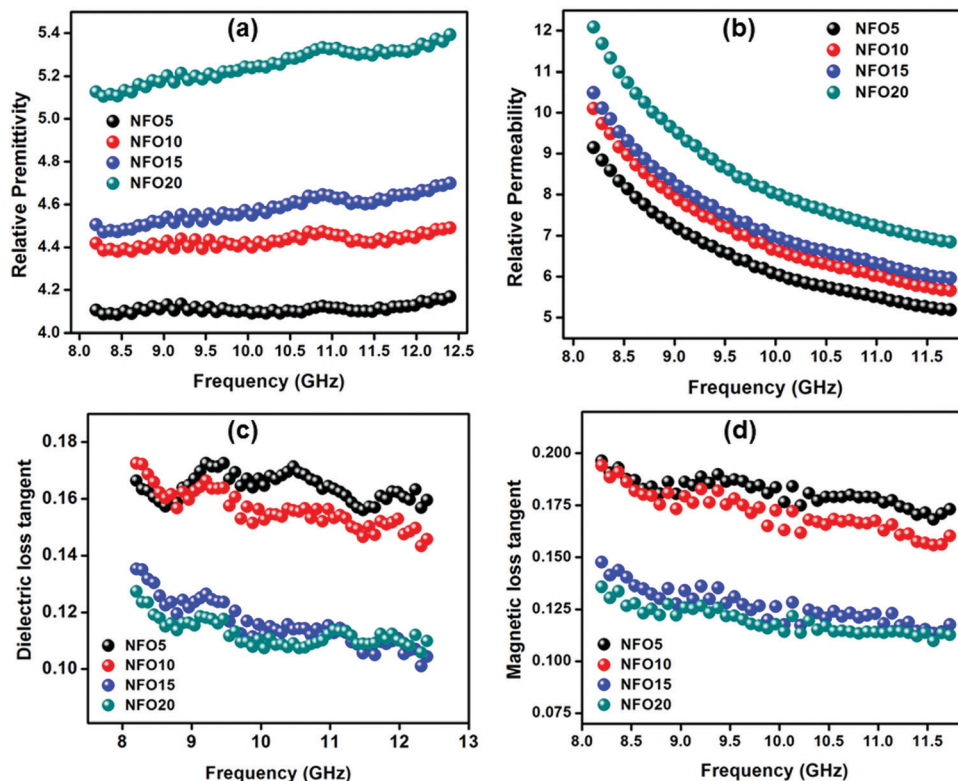 (a)
Relative Premittivity
5.4
5.2
5.0
4.8
4.6
4.4
4.2
4.0
NFO5
NFO10
NFO15
NFO20
8.0 8.5 9.0 9.5 10.0 10.5 11.0 11.5 12.0 12.5
Frequency (GHz)
(b)
Relative Permeability
12
11
10
9
8
7
6
5
NFO5
NFO10
NFO15
NFO20
8.0 8.5 9.0 9.5 10.0 10.5 11.0 11.5
Frequency (GHz)
(c)
Dielectric loss tangent
0.18
0.16
0.14
0.12
0.10
NFO5
NFO10
NFO15
NFO20
8 9 10 11 12 13
Frequency (GHz)
(d)
Magnetic loss tangent
0.200
0.175
0.150
0.125
0.100
0.075
NFO5
NFO10
NFO15
NFO20
8.0 8.5 9.0 9.5 10.0 10.5 11.0 11.5
Frequency (GHz)